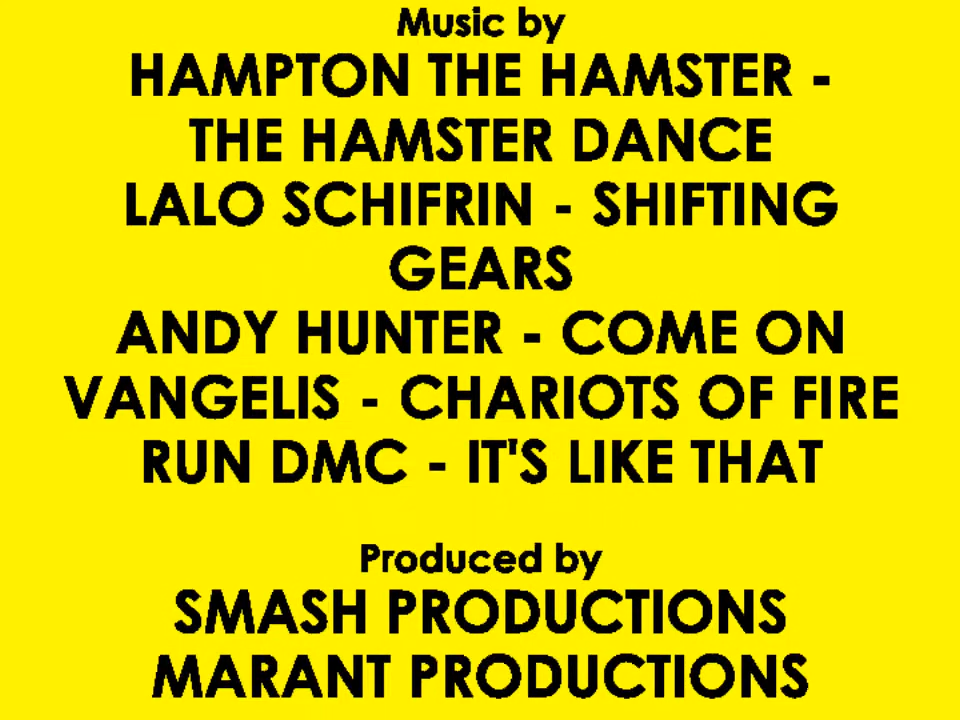 Music by
HAMPTON THE HAMSTER -
THE HAMSTER DANCE
LALO SCHIFRIN - SHIFTING
GEARS
ANDY HUNTER - COME ON
VANGELIS - CHARIOTS OF FIRE
RUN DMC - IT'S LIKE THAT
Produced by
SMASH PRODUCTIONS
MARANT PRODUCTIONS